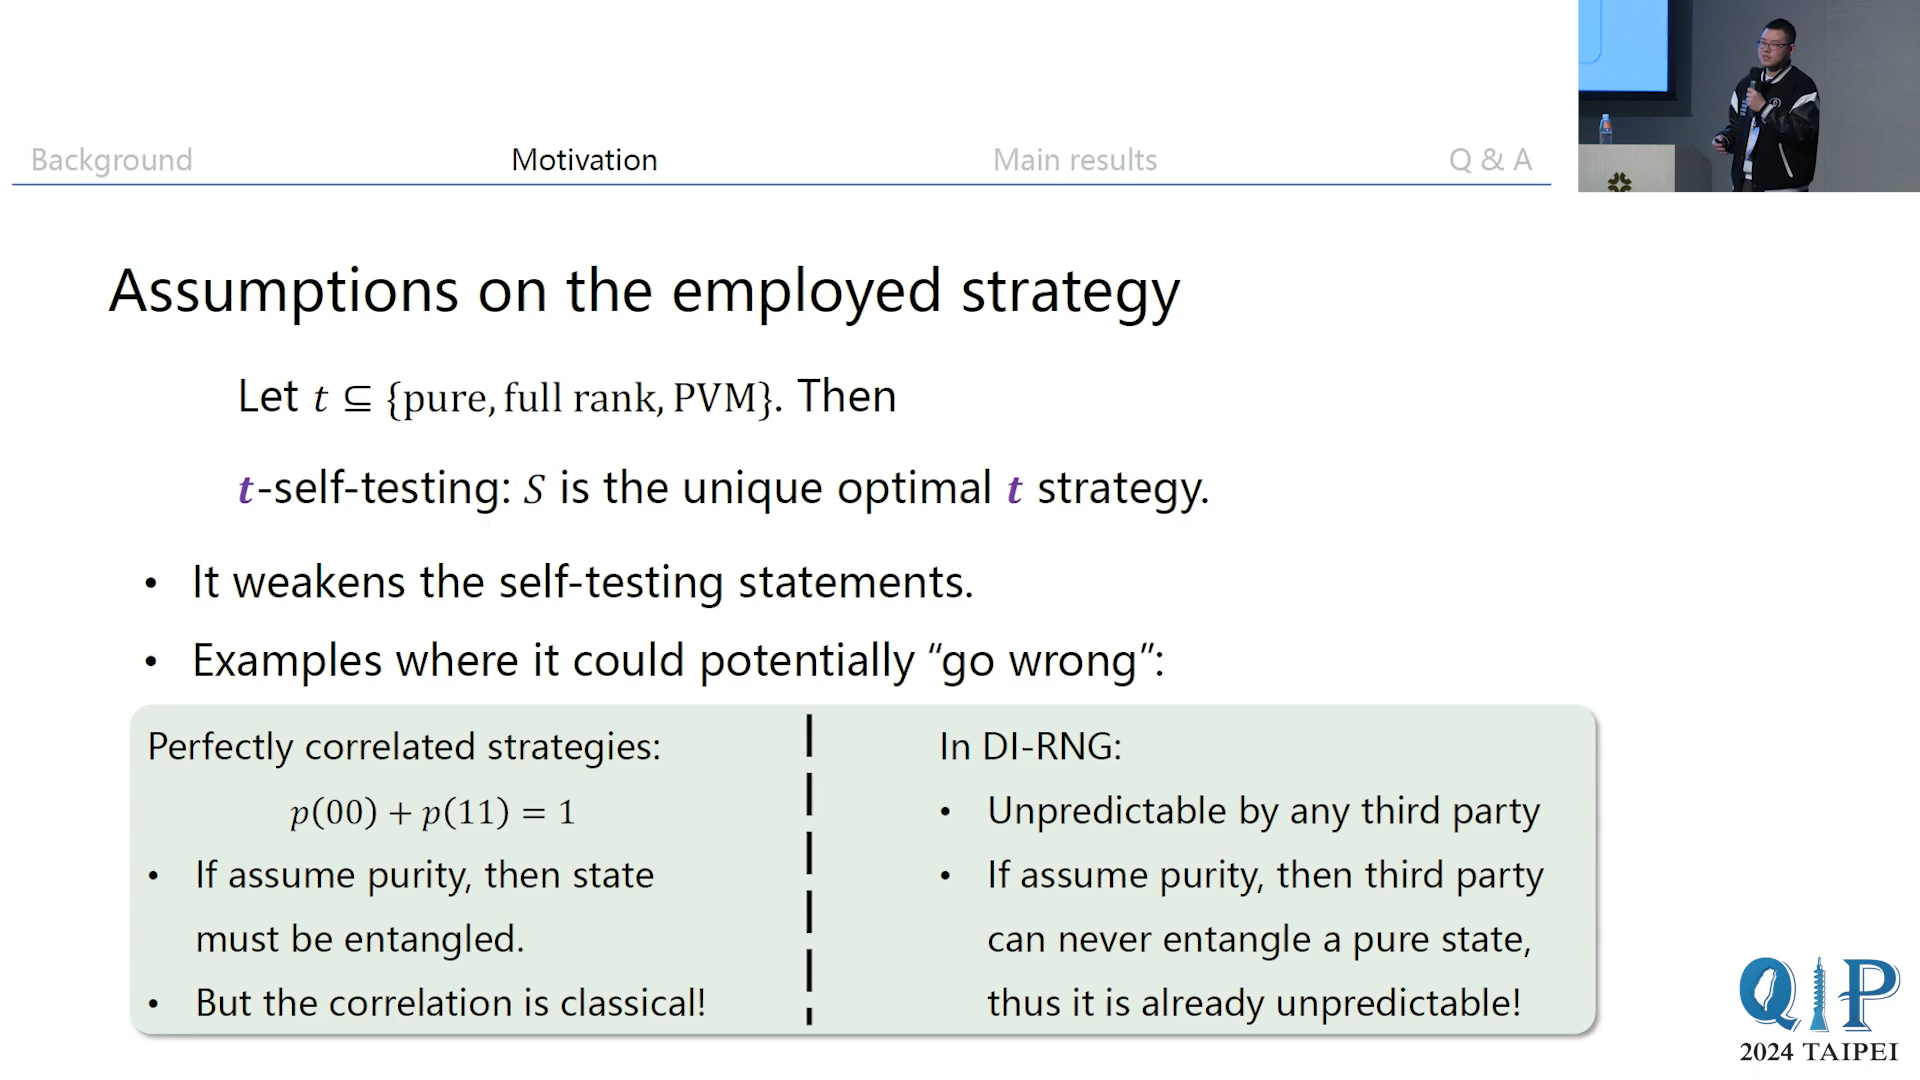 Background Motivation Main results Q & A
Assumptions on the employed strategy
Let t ⊆ {pure, full rank, PVM}. Then
t-self-testing: S is the unique optimal t strategy.
• It weakens the self-testing statements.
• Examples where it could potentially “go wrong”:
Perfectly correlated strategies:
p(00) + p(11) = 1
• If assume purity, then state
must be entangled.
• But the correlation is classical!
In DI-RNG:
• Unpredictable by any third party
• If assume purity, then third party
can never entangle a pure state,
thus it is already unpredictable!
QIP
2024 TAIPEI